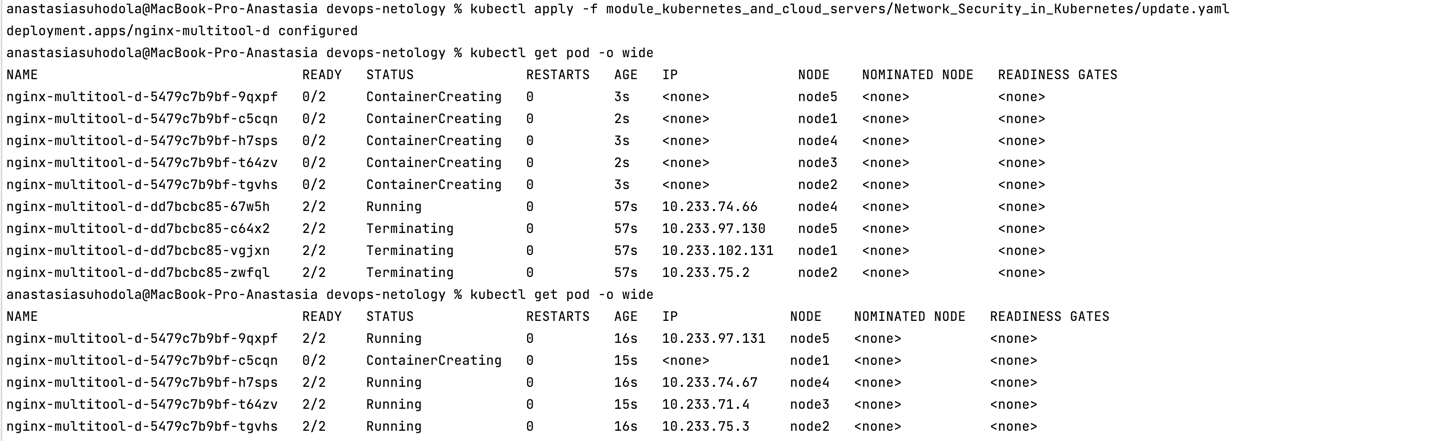 anastasiasuhodola@MacBook-Pro-Anastasia devops-netology % kubectl apply -f module_kubernetes_and_cloud_servers/Network_Security_in_Kubernetes/update.yaml
deployment.apps/nginx-multitool-d configured
anastasiasuhodola@MacBook-Pro-Anastasia devops-netology % kubectl get pod -o wide
NAME READY STATUS RESTARTS AGE IP NODE NOMINATED NODE READINESS GATES
nginx-multitool-d-5479c7b9bf-9qxpf 0/2 ContainerCreating 0 3s <none> node5 <none> <none>
nginx-multitool-d-5479c7b9bf-c5cqn 0/2 ContainerCreating 0 2s <none> node1 <none> <none>
nginx-multitool-d-5479c7b9bf-h7sps 0/2 ContainerCreating 0 3s <none> node4 <none> <none>
nginx-multitool-d-5479c7b9bf-t64zv 0/2 ContainerCreating 0 2s <none> node3 <none> <none>
nginx-multitool-d-5479c7b9bf-tgvhs 0/2 ContainerCreating 0 3s <none> node2 <none> <none>
nginx-multitool-d-dd7bcbc85-67w5h 2/2 Running 0 57s 10.233.74.66 node4 <none> <none>
nginx-multitool-d-dd7bcbc85-c64x2 2/2 Terminating 0 57s 10.233.97.130 node5 <none> <none>
nginx-multitool-d-dd7bcbc85-vgjxn 2/2 Terminating 0 57s 10.233.102.131 node1 <none> <none>
nginx-multitool-d-dd7bcbc85-zwfql 2/2 Terminating 0 57s 10.233.75.2 node2 <none> <none>
anastasiasuhodola@MacBook-Pro-Anastasia devops-netology % kubectl get pod -o wide
NAME READY STATUS RESTARTS AGE IP NODE NOMINATED NODE READINESS GATES
nginx-multitool-d-5479c7b9bf-9qxpf 2/2 Running 0 16s 10.233.97.131 node5 <none> <none>
nginx-multitool-d-5479c7b9bf-c5cqn 0/2 ContainerCreating 0 15s <none> node1 <none> <none>
nginx-multitool-d-5479c7b9bf-h7sps 2/2 Running 0 16s 10.233.74.67 node4 <none> <none>
nginx-multitool-d-5479c7b9bf-t64zv 2/2 Running 0 15s 10.233.71.4 node3 <none> <none>
nginx-multitool-d-5479c7b9bf-tgvhs 2/2 Running 0 16s 10.233.75.3 node2 <none> <none>